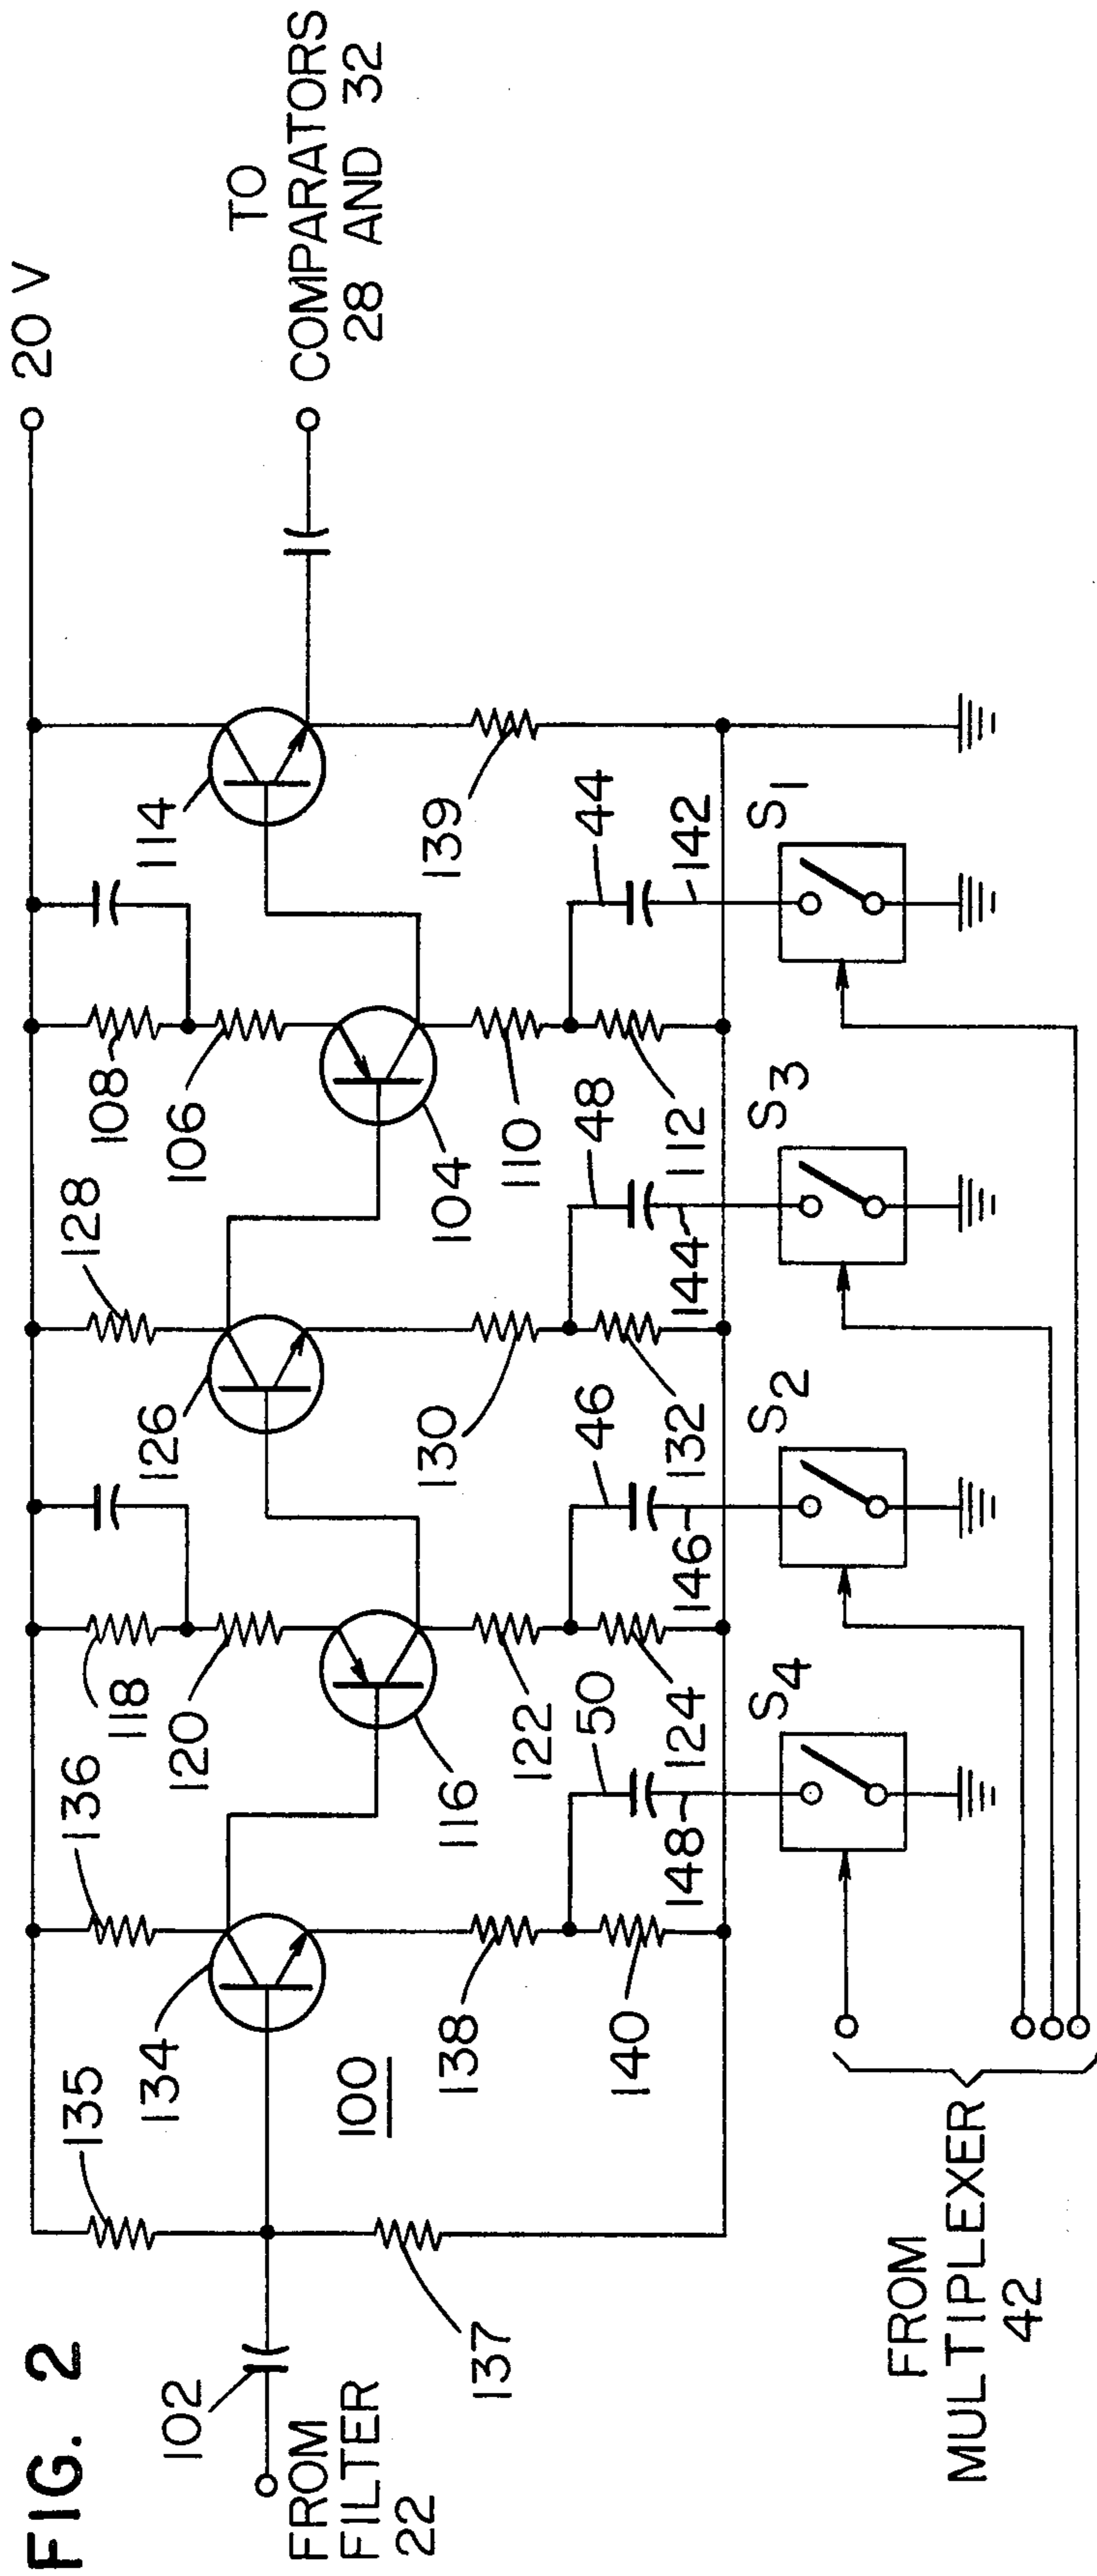 FIG. 2
20 V
TO
COMPARATORS
28 AND 32
135
136
118
128
108
114
102
134
120
126
106
FROM
FILTER
22
100
116
104
137
138
122
130
110
139
140
50
46
48
44
148
124
146
132
144
112
142
S4
S2
S3
S1
FROM
MULTIPLEXER
42